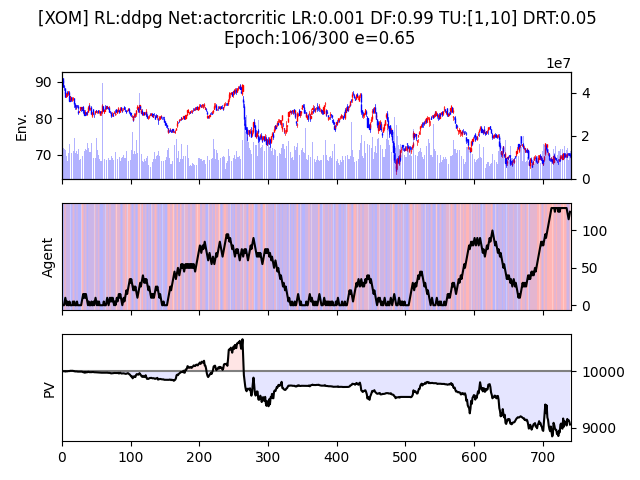 [XOM] RL:ddpg Net:actorcritic LR:0.001 DF:0.99 TU:[1,10] DRT:0.05
Epoch:106/300 e=0.65
1e7
90
80
70
Env.
4
2
0
Agent
100
50
0
PV
10000
9000
0 100 200 300 400 500 600 700